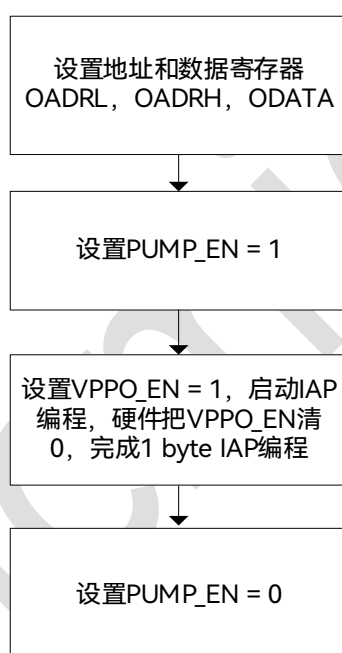 设置地址和数据寄存器
OADRL，OADRH，ODATA
设置PUMP_EN = 1
设置VPPO_EN = 1，启动IAP
编程，硬件把VPPO_EN清
0，完成1 byte IAP编程
设置PUMP_EN = 0